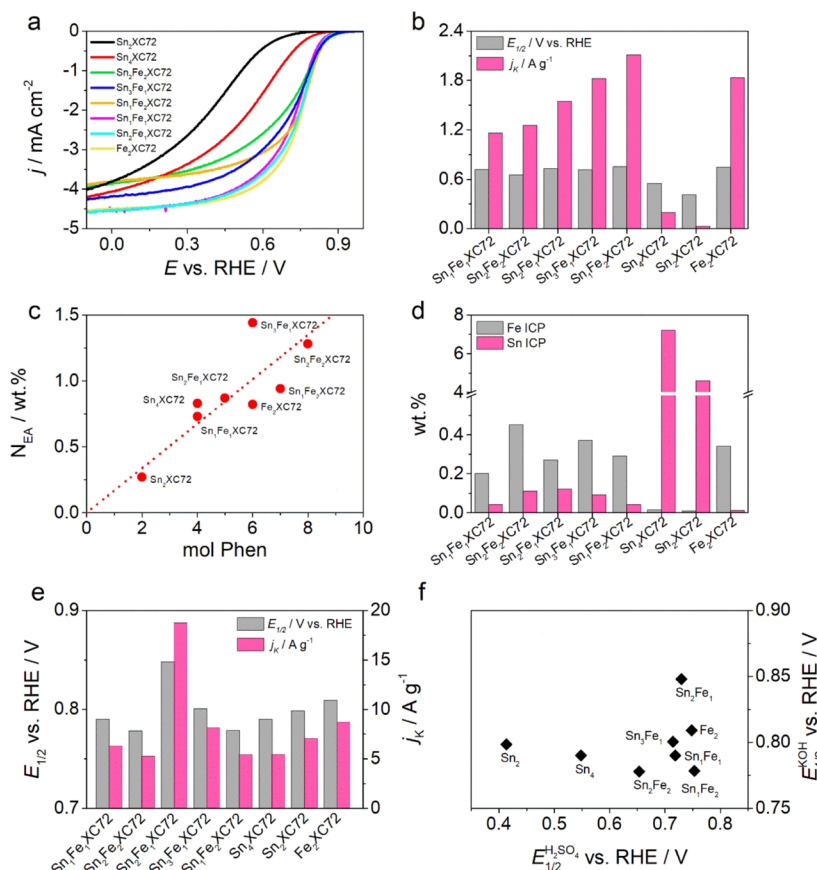 a
j / mA cm⁻²
0
-1
-2
-3
-4
-5
Sn₂XC72
Sn₄XC72
Sn₂Fe₂XC72
Sn₃Fe₁XC72
Sn₁Fe₂XC72
Sn₁Fe₁XC72
Sn₂Fe₁XC72
Fe₂XC72
0.0 0.3 0.6 0.9
E vs. RHE / V
b
2.4
1.8
1.2
0.6
0.0
E₁/₂ / V vs. RHE
jK / A g⁻¹
Sn₁Fe₁XC72
Sn₂Fe₂XC72
Sn₂Fe₁XC72
Sn₃Fe₁XC72
Sn₁Fe₂XC72
Sn₄XC72
Sn₂XC72
Fe₂XC72
c
N_EA / wt.%
1.5
1.0
0.5
0.0
Sn₃Fe₁XC72
Sn₂Fe₂XC72
Sn₂Fe₁XC72
Sn₁Fe₂XC72
Sn₄XC72
Fe₂XC72
Sn₁Fe₁XC72
Sn₂XC72
0 2 4 6 8 10
mol Phen
d
wt.%
8
6
4
0.4
0.2
0.0
Fe ICP
Sn ICP
Sn₁Fe₁XC72
Sn₂Fe₂XC72
Sn₂Fe₁XC72
Sn₃Fe₁XC72
Sn₁Fe₂XC72
Sn₄XC72
Sn₂XC72
Fe₂XC72
e
E₁/₂ vs. RHE / V
0.9
0.8
0.7
E₁/₂ / V vs. RHE
jK / A g⁻¹
20
15
10
5
0
jK / A g⁻¹
Sn₁Fe₁XC72
Sn₂Fe₂XC72
Sn₂Fe₁XC72
Sn₃Fe₁XC72
Sn₁Fe₂XC72
Sn₄XC72
Sn₂XC72
Fe₂XC72
f
0.90
0.85
0.80
0.75
E₁/₂^KOH vs. RHE / V
Sn₂Fe₁
Sn₃Fe₁
Fe₂
Sn₂
Sn₄
Sn₁Fe₁
Sn₂Fe₂
Sn₁Fe₂
0.4 0.5 0.6 0.7 0.8
E₁/₂^H₂SO₄ vs. RHE / V